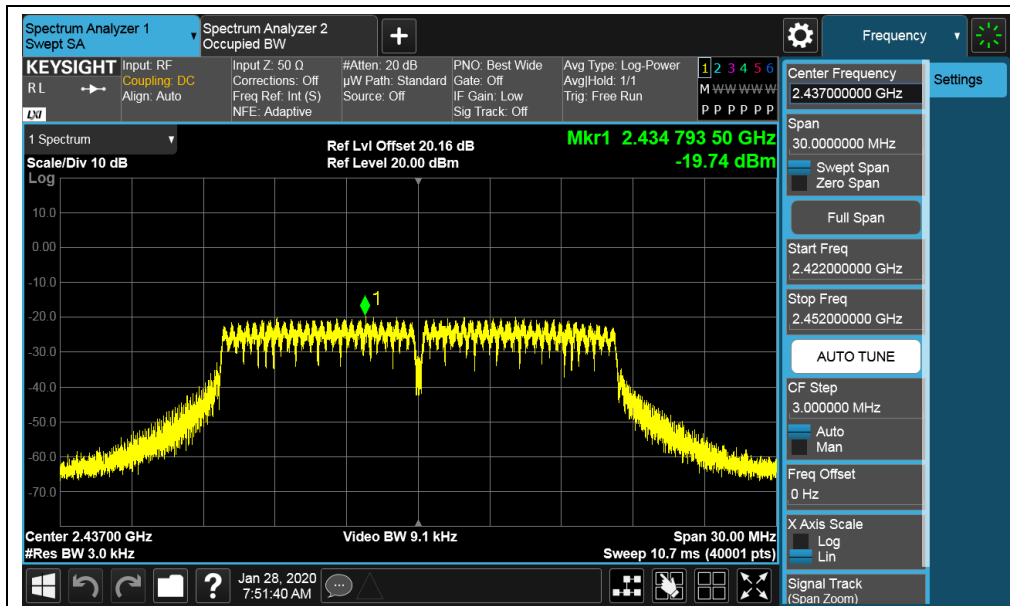 Spectrum Analyzer 1
Swept SA
Spectrum Analyzer 2
Occupied BW
Frequency
KEYSIGHT
RL
LXI
Input: RF
Coupling: DC
Align: Auto
Input Z: 50 Ω
Corrections: Off
Freq Ref: Int (S)
NFE: Adaptive
#Atten: 20 dB
µW Path: Standard
Source: Off
PNO: Best Wide
Gate: Off
IF Gain: Low
Sig Track: Off
Avg Type: Log-Power
Avg|Hold: 1/1
Trig: Free Run
1 2 3 4 5 6
M W W W W W
P P P P P P
1 Spectrum
Scale/Div 10 dB
Log
Ref Lvl Offset 20.16 dB
Ref Level 20.00 dBm
Mkr1 2.434 793 50 GHz
-19.74 dBm
10.0
0.00
-10.0
-20.0
-30.0
-40.0
-50.0
-60.0
-70.0
1
Center 2.43700 GHz
#Res BW 3.0 kHz
Video BW 9.1 kHz
Span 30.00 MHz
Sweep 10.7 ms (40001 pts)
Center Frequency
2.437000000 GHz
Span
30.0000000 MHz
Swept Span
Zero Span
Full Span
Start Freq
2.422000000 GHz
Stop Freq
2.452000000 GHz
AUTO TUNE
CF Step
3.000000 MHz
Auto
Man
Freq Offset
0 Hz
X Axis Scale
Log
Lin
Signal Track
(Span Zoom)
Settings
?
Jan 28, 2020
7:51:40 AM